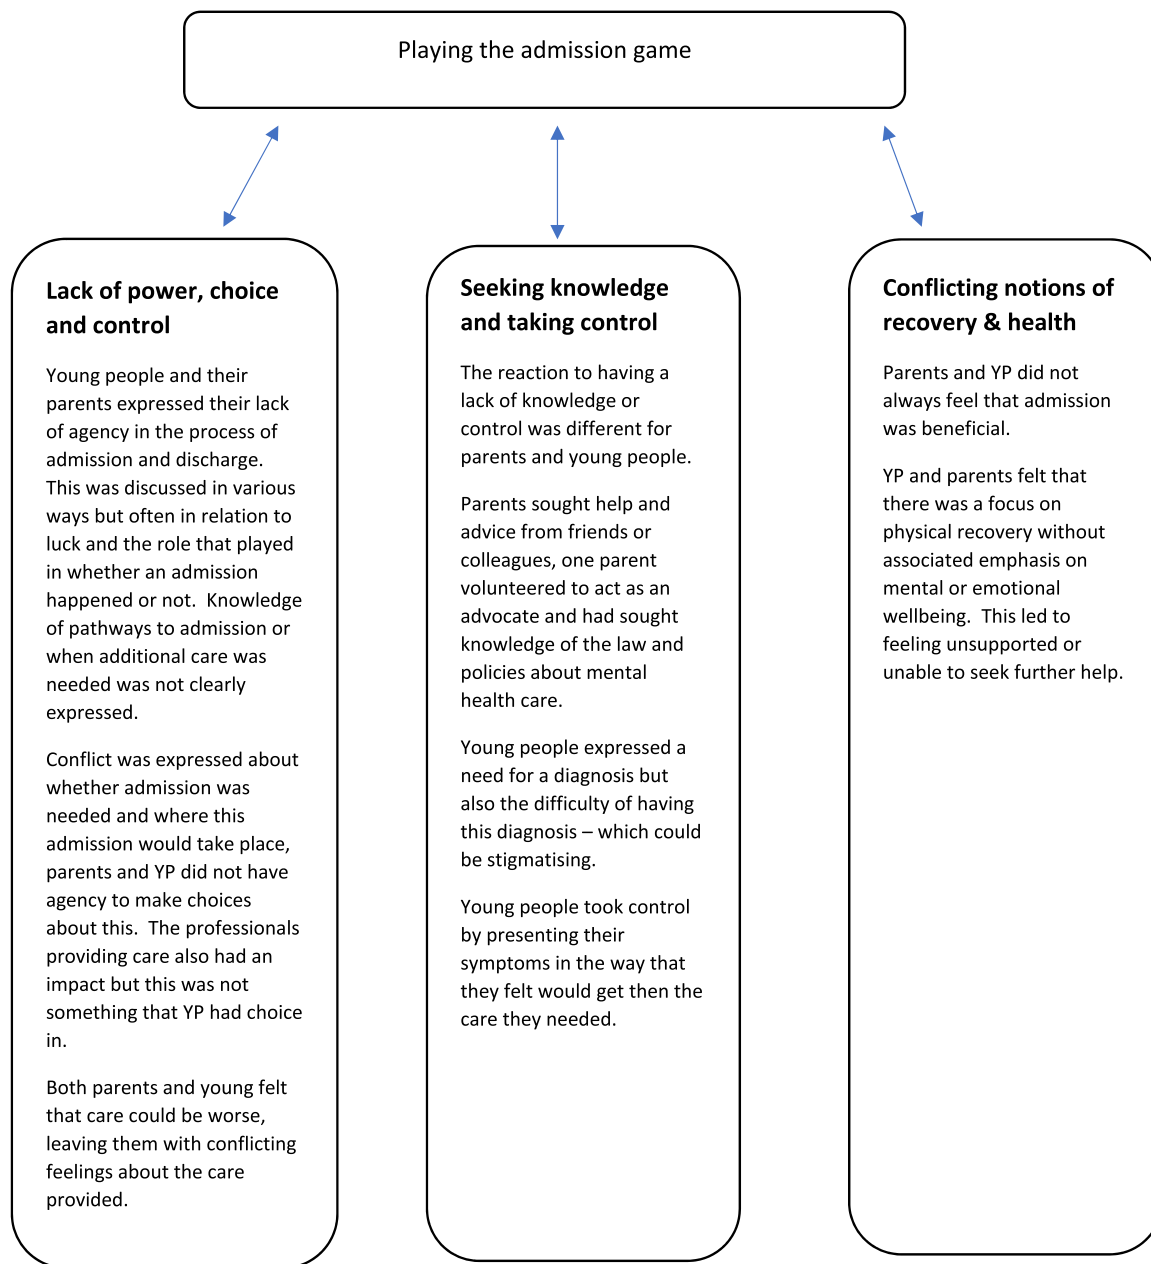 Playing the admission game
Lack of power, choice
and control
Young people and their
parents expressed their lack
of agency in the process of
admission and discharge.
This was discussed in various
ways but often in relation to
luck and the role that played
in whether an admission
happened or not.  Knowledge
of pathways to admission or
when additional care was
needed was not clearly
expressed.
Conflict was expressed about
whether admission was
needed and where this
admission would take place,
parents and YP did not have
agency to make choices
about this.  The professionals
providing care also had an
impact but this was not
something that YP had choice
in.
Both parents and young felt
that care could be worse,
leaving them with conflicting
feelings about the care
provided.
Seeking knowledge
and taking control
The reaction to having a
lack of knowledge or
control was different for
parents and young people.
Parents sought help and
advice from friends or
colleagues, one parent
volunteered to act as an
advocate and had sought
knowledge of the law and
policies about mental
health care.
Young people expressed a
need for a diagnosis but
also the difficulty of having
this diagnosis – which could
be stigmatising.
Young people took control
by presenting their
symptoms in the way that
they felt would get then the
care they needed.
Conflicting notions of
recovery & health
Parents and YP did not
always feel that admission
was beneficial.
YP and parents felt that
there was a focus on
physical recovery without
associated emphasis on
mental or emotional
wellbeing.  This led to
feeling unsupported or
unable to seek further help.